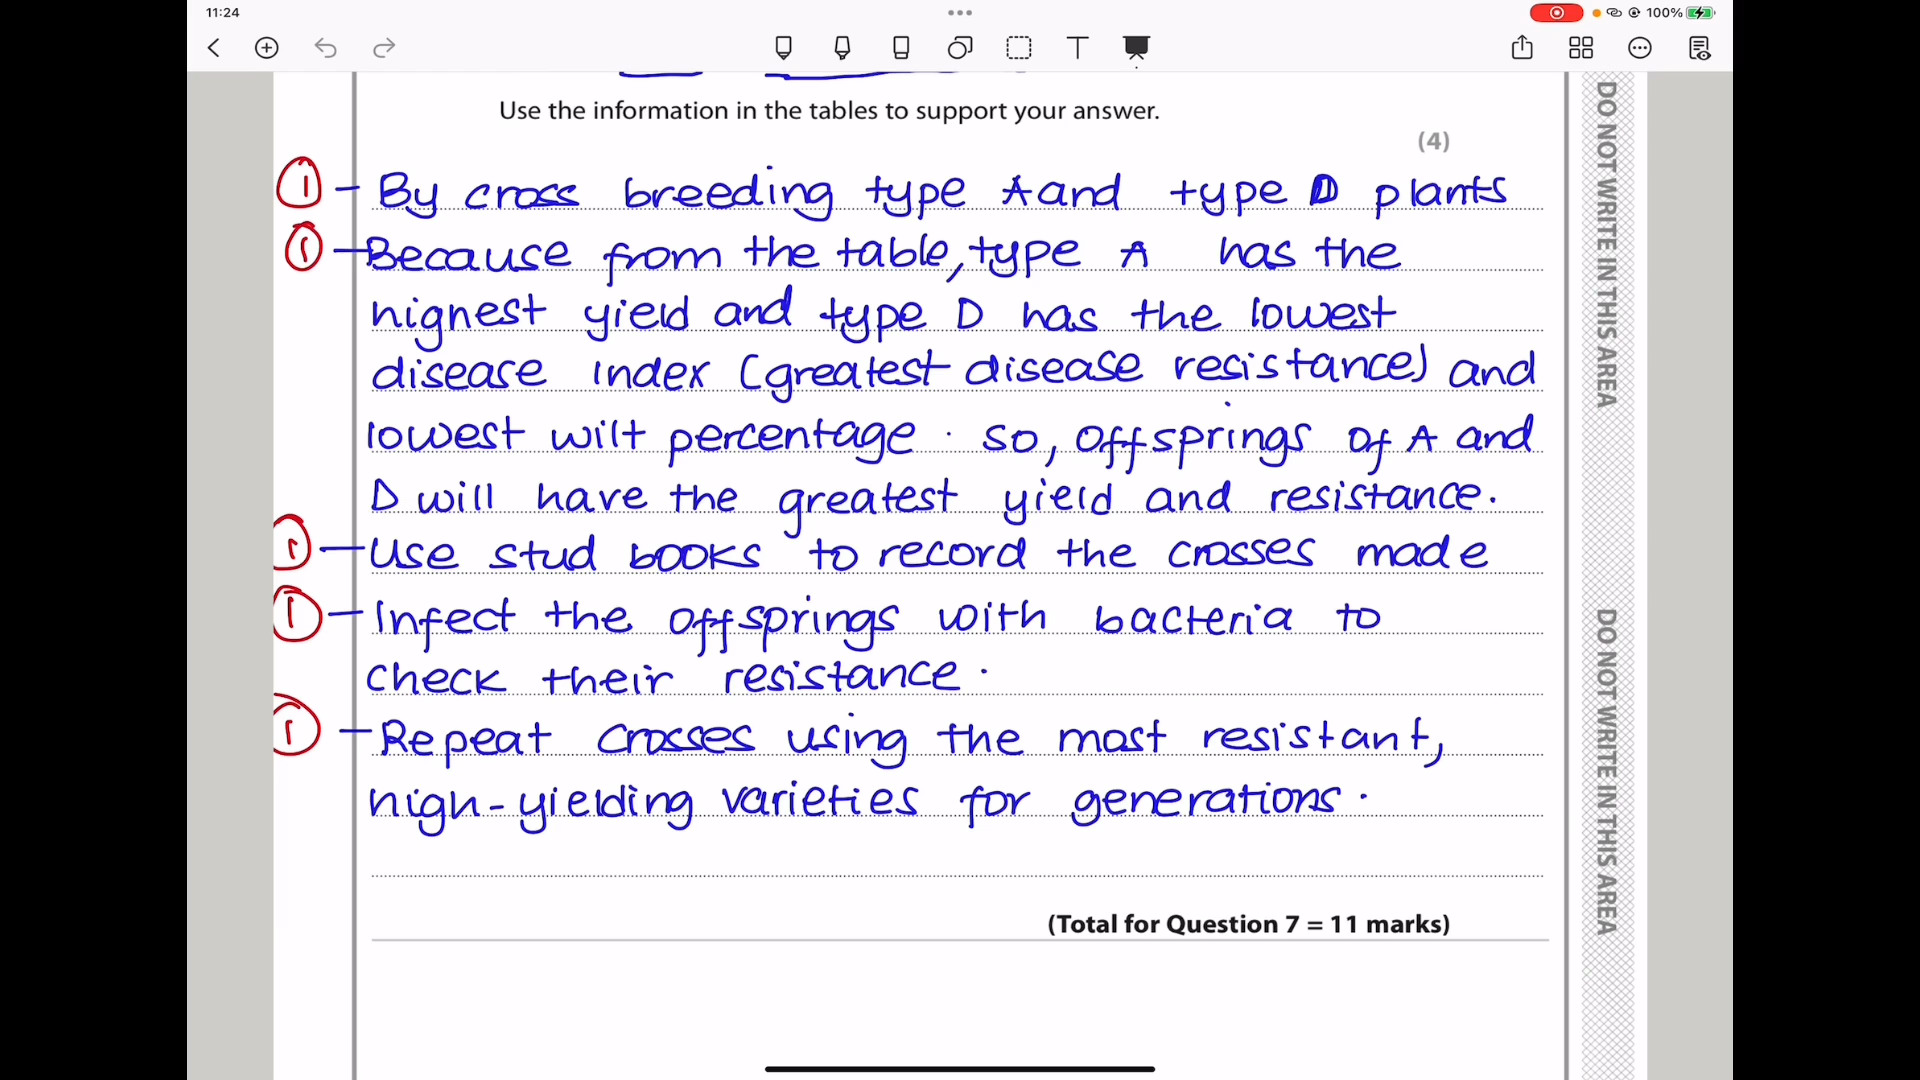 11:24
100%
Use the information in the tables to support your answer.
(4)
① – By cross breeding type A and type D plants
① – Because from the table, type A has the
highest yield and type D has the lowest
disease index (greatest disease resistance) and
lowest wilt percentage. so, offsprings of A and
D will have the greatest yield and resistance.
① – Use stud books to record the crosses made
① – Infect the offsprings with bacteria to
check their resistance.
① – Repeat crosses using the most resistant,
high-yielding varieties for generations.
(Total for Question 7 = 11 marks)
DO NOT WRITE IN THIS AREA
DO NOT WRITE IN THIS AREA